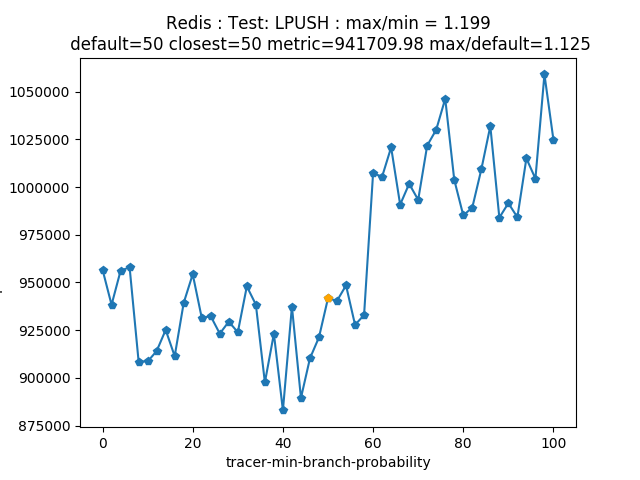 Redis : Test: LPUSH : max/min = 1.199
default=50 closest=50 metric=941709.98 max/default=1.125
1050000
1025000
1000000
975000
950000
925000
900000
875000
0 20 40 60 80 100
tracer-min-branch-probability